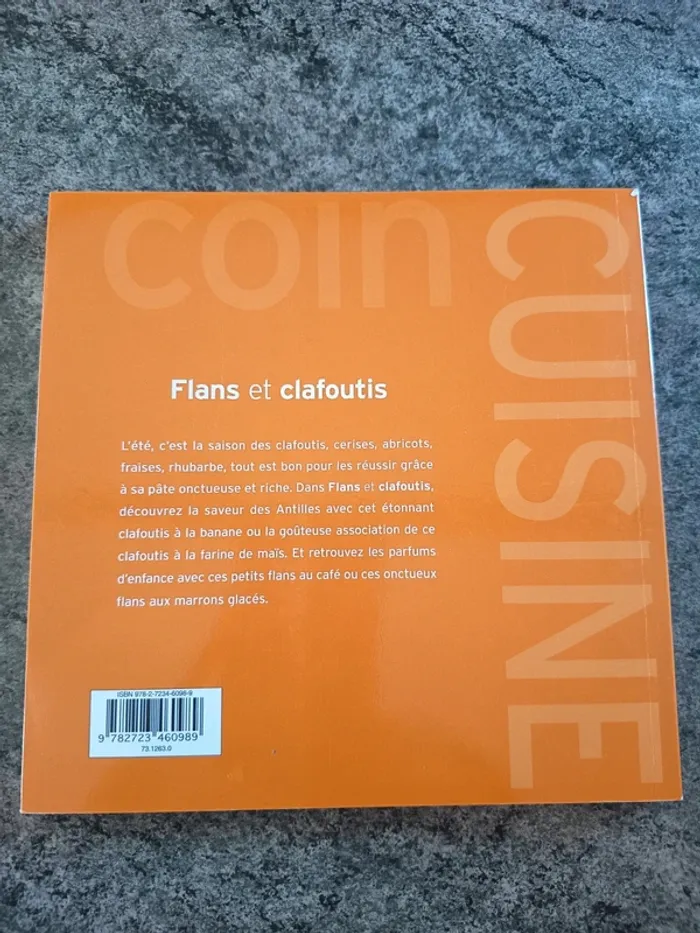 coin
CUISINE
Flans et clafoutis
L'été, c'est la saison des clafoutis, cerises, abricots,
fraises, rhubarbe, tout est bon pour les réussir grâce
à sa pâte onctueuse et riche. Dans Flans et clafoutis,
découvrez la saveur des Antilles avec cet étonnant
clafoutis à la banane ou la goûteuse association de ce
clafoutis à la farine de maïs. Et retrouvez les parfums
d'enfance avec ces petits flans au café ou ces onctueux
flans aux marrons glacés.
ISBN 978-2-7234-6098-9
9 782723 460989
73.1263.0